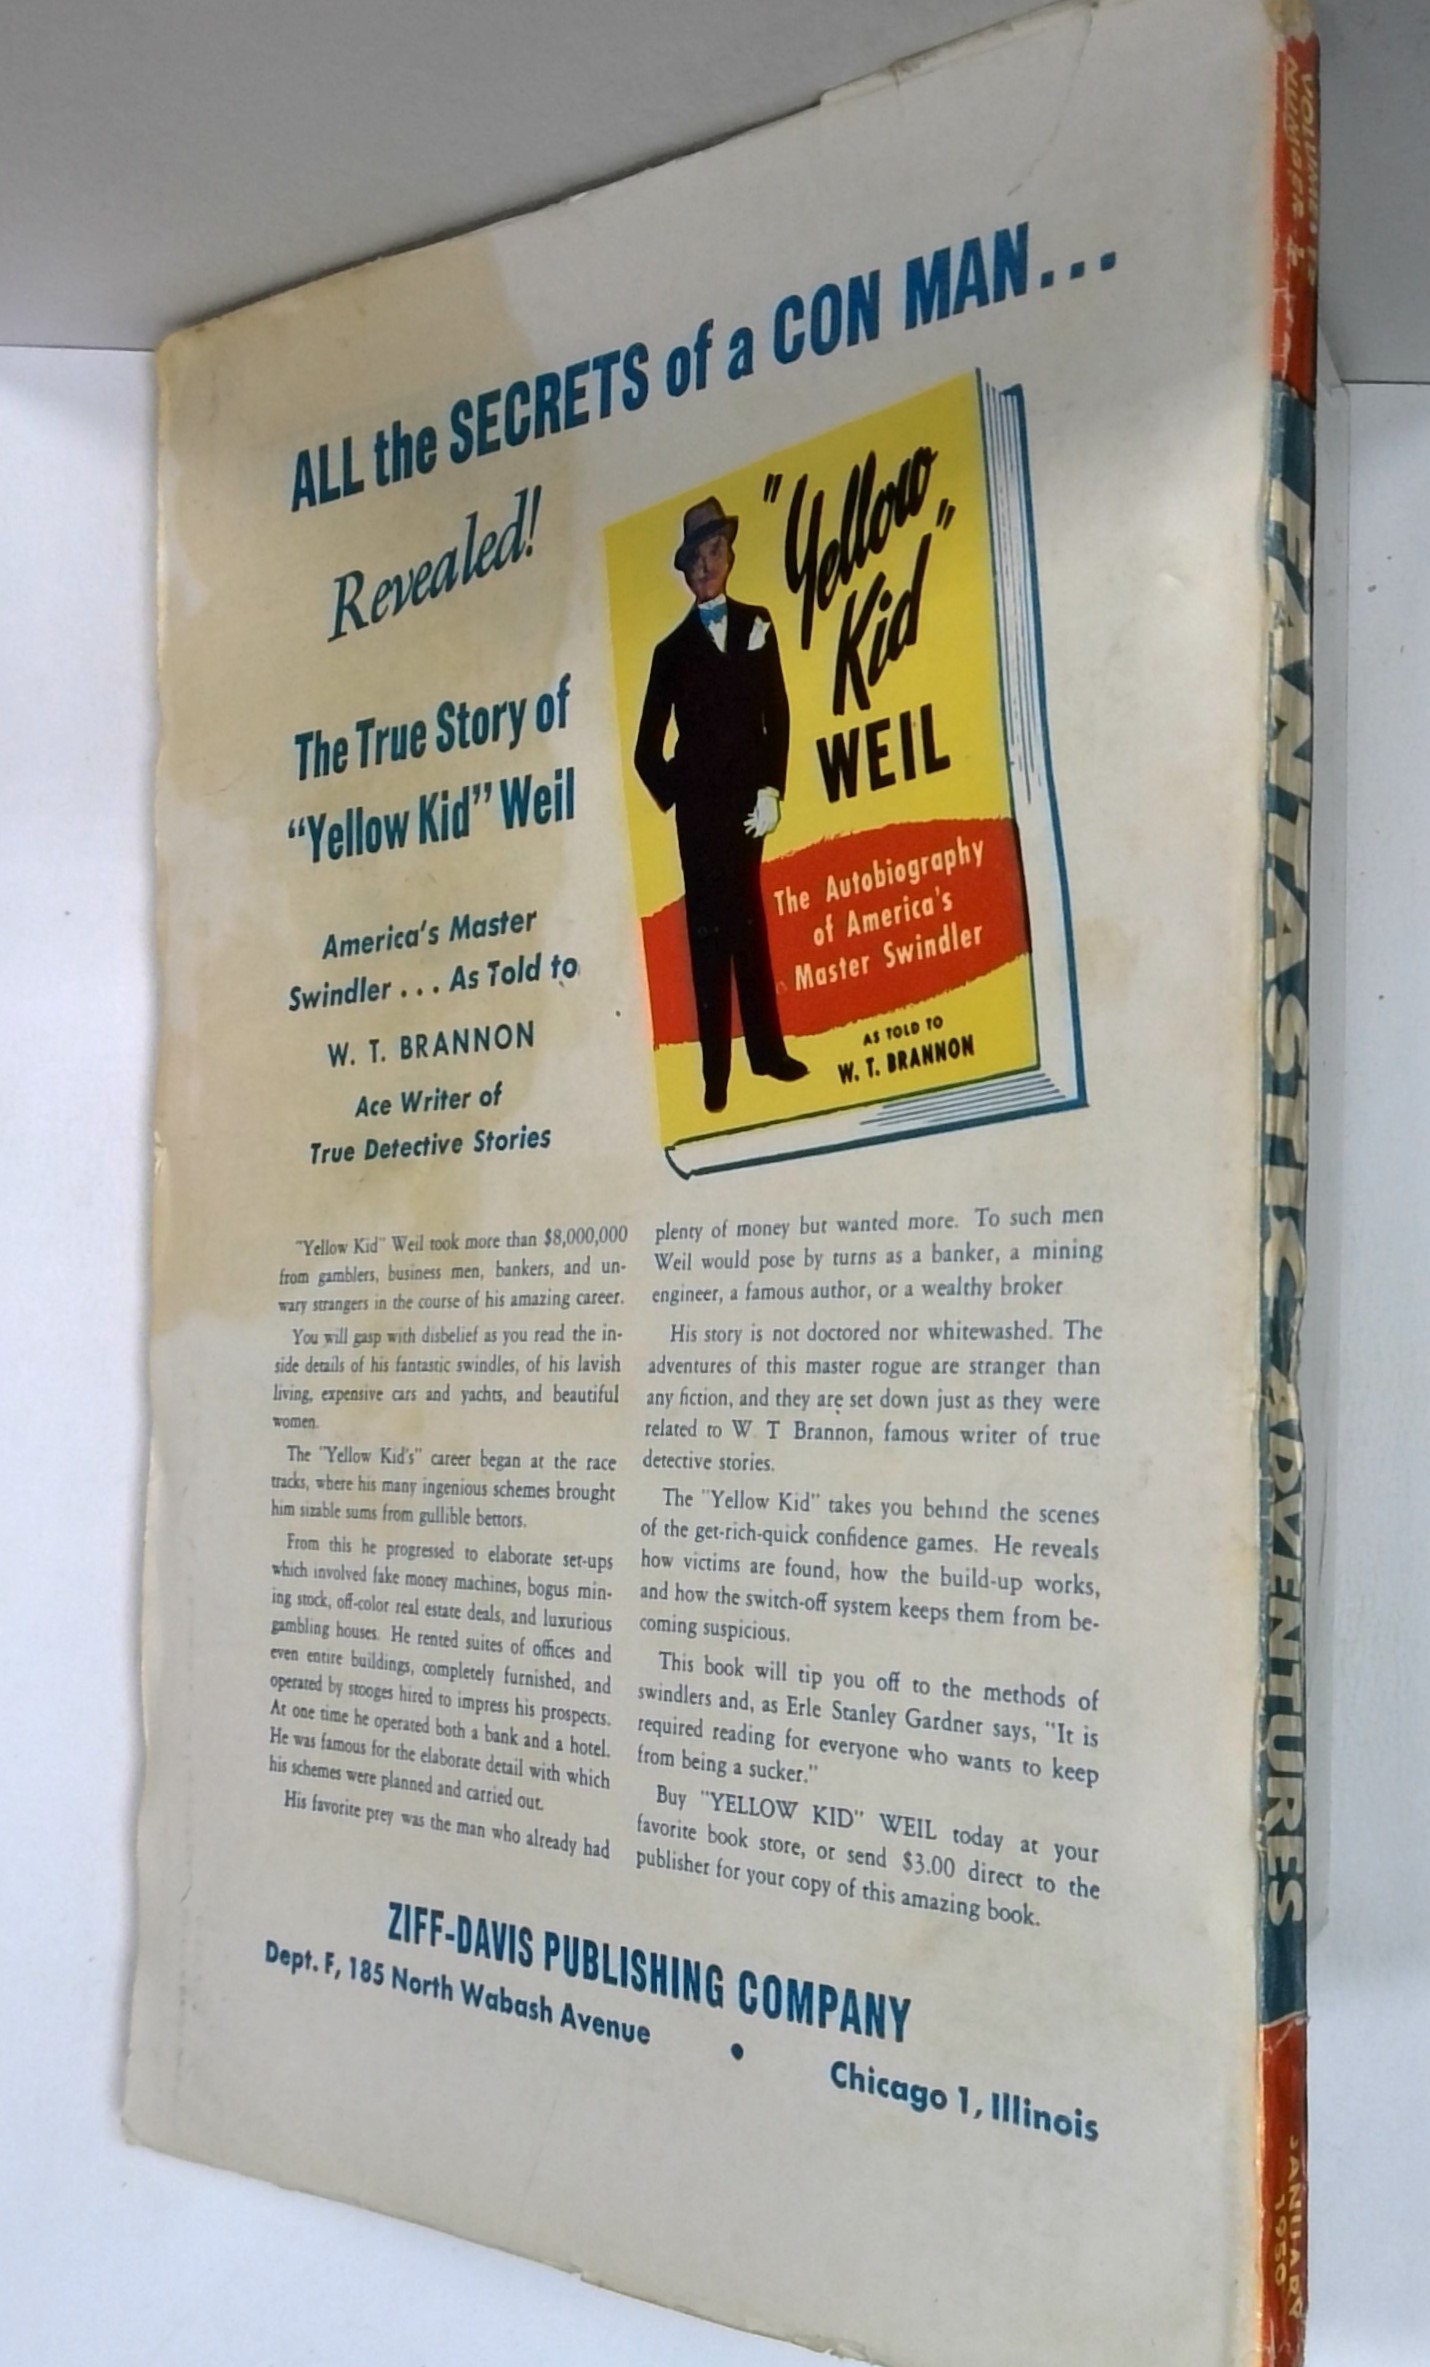 ALL the SECRETS of a CON MAN...
Revealed!
The True Story of
"Yellow Kid" Weil
America's Master
Swindler . . . As Told to
W. T. BRANNON
Ace Writer of
True Detective Stories
"Yellow
Kid"
WEIL
The Autobiography
of America's
Master Swindler
AS TOLD TO
W. T. BRANNON
"Yellow Kid" Weil took more than $8,000,000
from gamblers, business men, bankers, and un-
wary strangers in the course of his amazing career.
You will gasp with disbelief as you read the in-
side details of his fantastic swindles, of his lavish
living, expensive cars and yachts, and beautiful
women.
The "Yellow Kid's" career began at the race
tracks, where his many ingenious schemes brought
him sizable sums from gullible bettors.
From this he progressed to elaborate set-ups
which involved fake money machines, bogus min-
ing stock, off-color real estate deals, and luxurious
gambling houses. He rented suites of offices and
even entire buildings, completely furnished, and
operated by stooges hired to impress his prospects.
At one time he operated both a bank and a hotel.
He was famous for the elaborate detail with which
his schemes were planned and carried out.
His favorite prey was the man who already had
plenty of money but wanted more. To such men
Weil would pose by turns as a banker, a mining
engineer, a famous author, or a wealthy broker
His story is not doctored nor whitewashed. The
adventures of this master rogue are stranger than
any fiction, and they are set down just as they were
related to W T Brannon, famous writer of true
detective stories.
The "Yellow Kid" takes you behind the scenes
of the get-rich-quick confidence games. He reveals
how victims are found, how the build-up works,
and how the switch-off system keeps them from be-
coming suspicious.
This book will tip you off to the methods of
swindlers and, as Erle Stanley Gardner says, "It is
required reading for everyone who wants to keep
from being a sucker."
Buy "YELLOW KID" WEIL today at your
favorite book store, or send $3.00 direct to the
publisher for your copy of this amazing book.
ZIFF-DAVIS PUBLISHING COMPANY
Dept. F, 185 North Wabash Avenue • Chicago 1, Illinois
VOLUME 12
NUMBER 1
FANTASTIC ADVENTURES
JANUARY
1950